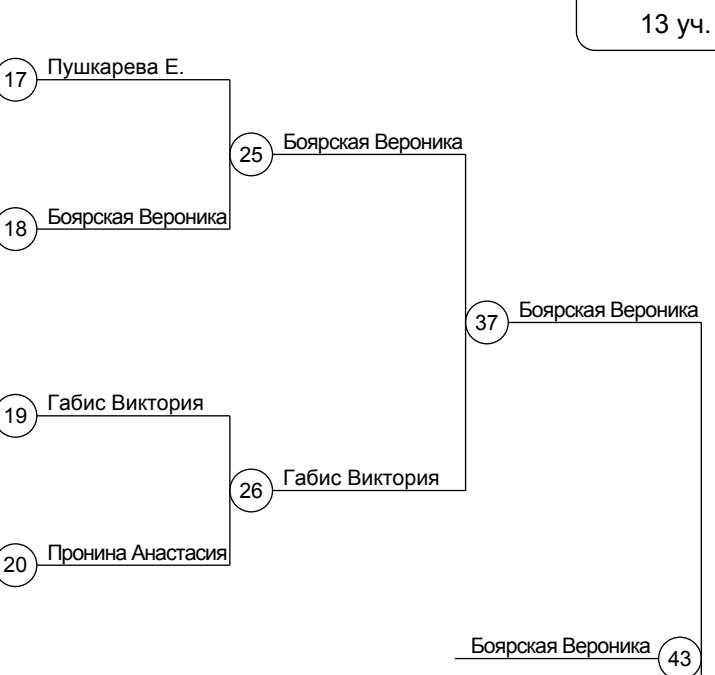 13 уч.
17 Пушкарева Е.
25 Боярская Вероника
18 Боярская Вероника
37 Боярская Вероника
19 Габис Виктория
26 Габис Виктория
20 Пронина Анастасия
Боярская Вероника 43